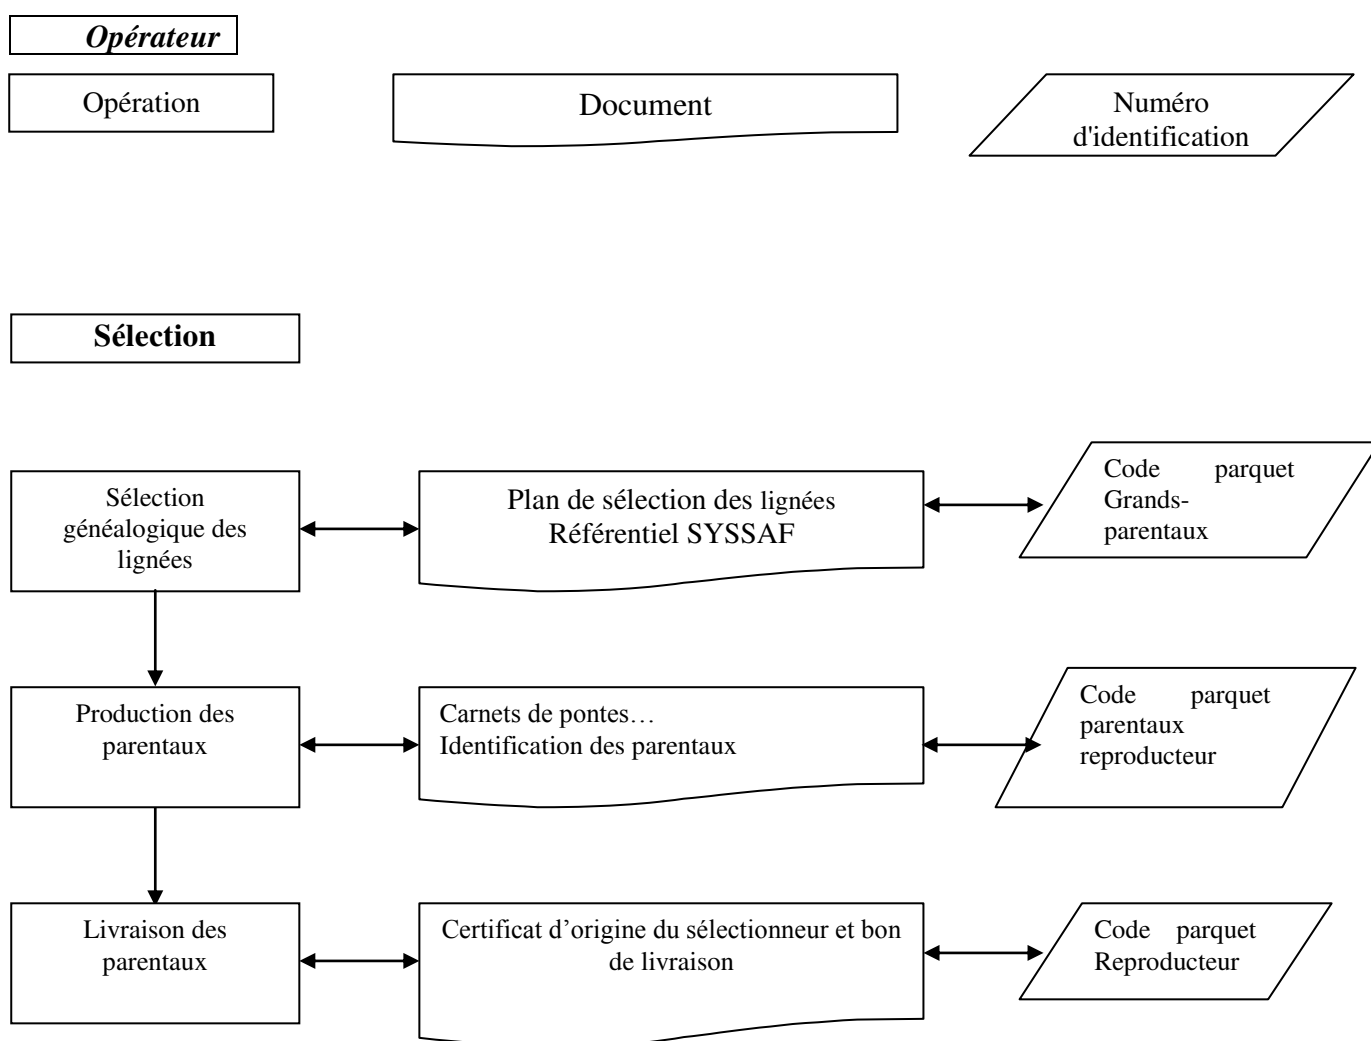 Opérateur
Opération
Document
Numéro
d'identification
Sélection
Sélection
généalogique des
lignées
Plan de sélection des lignées
Référentiel SYSSAF
Code parquet
Grands-
parentaux
Production des
parentaux
Carnets de pontes…
Identification des parentaux
Code parquet
parentaux
reproducteur
Livraison des
parentaux
Certificat d’origine du sélectionneur et bon
de livraison
Code parquet
Reproducteur